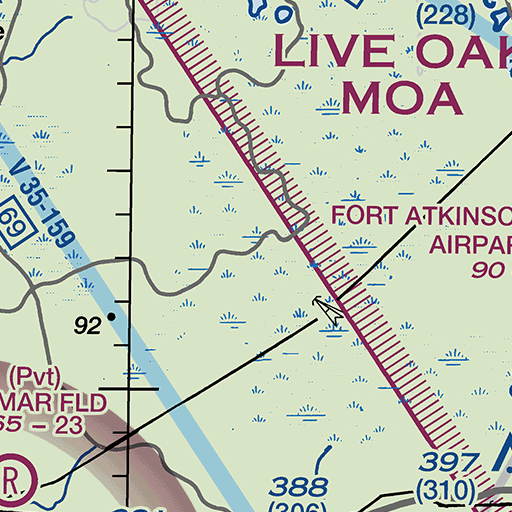 (228)
LIVE OAK
MOA
V 35-159
69
FORT ATKINSO
AIRPAR
90
92
(Pvt)
MAR FLD
65 - 23
R
388
(306)
397
(310)